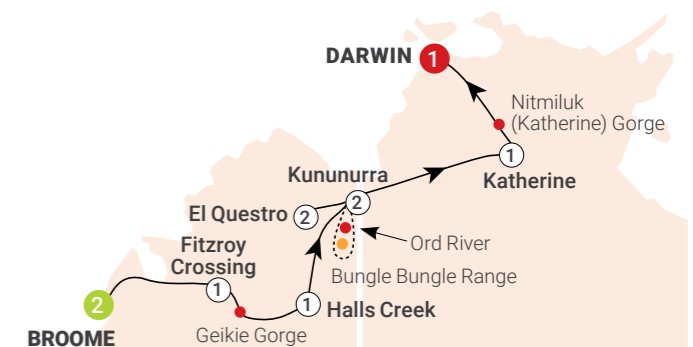 DARWIN
1
Nitmiluk
(Katherine) Gorge
1
Katherine
Kununurra
2
El Questro
2
Ord River
Fitzroy
Crossing
1
Bungle Bungle Range
2
BROOME
Geikie Gorge
1
Halls Creek